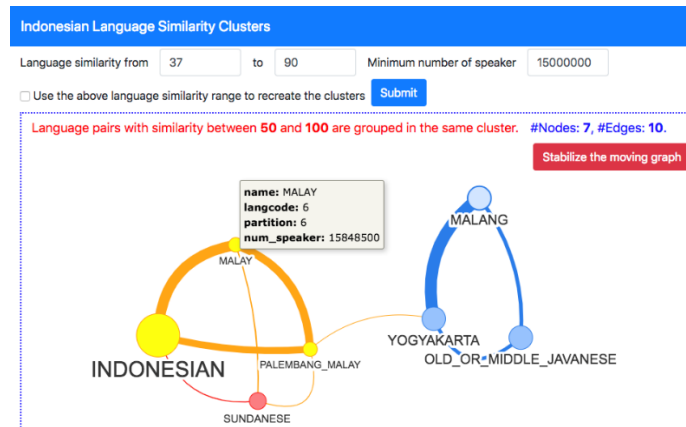 Indonesian Language Similarity Clusters
Language similarity from 37 to 90 Minimum number of speaker 15000000
Use the above language similarity range to recreate the clusters Submit
Language pairs with similarity between 50 and 100 are grouped in the same cluster. #Nodes: 7, #Edges: 10.
Stabilize the moving graph
name: MALAY
langcode: 6
partition: 6
num_speaker: 15848500
MALANG
MALAY
YOGYAKARTA
OLD_OR_MIDDLE_JAVANESE
INDONESIAN
PALEMBANG_MALAY
SUNDANESE